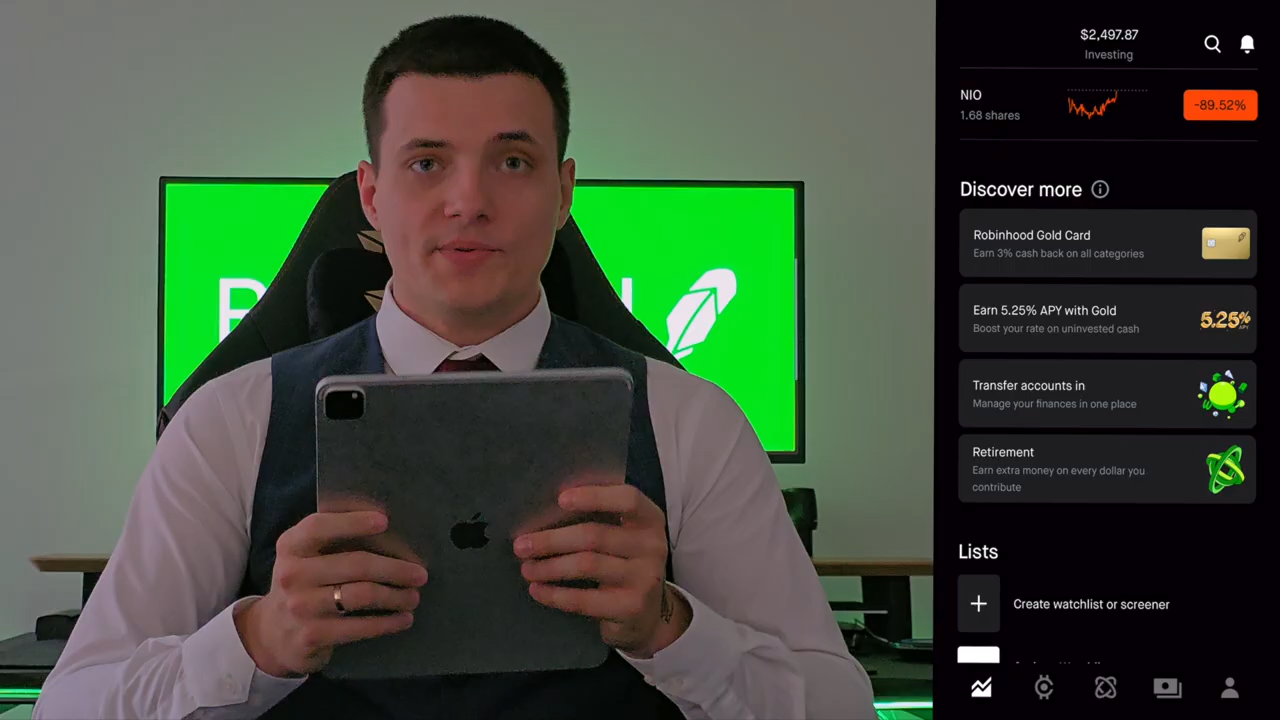 $2,497.87
Investing
NIO
1.68 shares
-89.52%
Discover more
Robinhood Gold Card
Earn 3% cash back on all categories
Earn 5.25% APY with Gold
Boost your rate on uninvested cash
5.25%
APY
Transfer accounts in
Manage your finances in one place
Retirement
Earn extra money on every dollar you
contribute
Lists
Create watchlist or screener